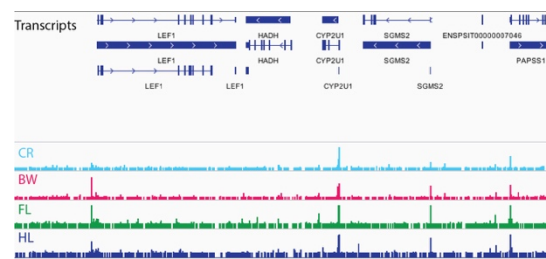 Transcripts
LEF1 HADH CYP2U1 SGMS2 ENSPSIT00000007046
LEF1 HADH CYP2U1 SGMS2 PAPSS1
LEF1 LEF1 CYP2U1 SGMS2
CR
BW
FL
HL